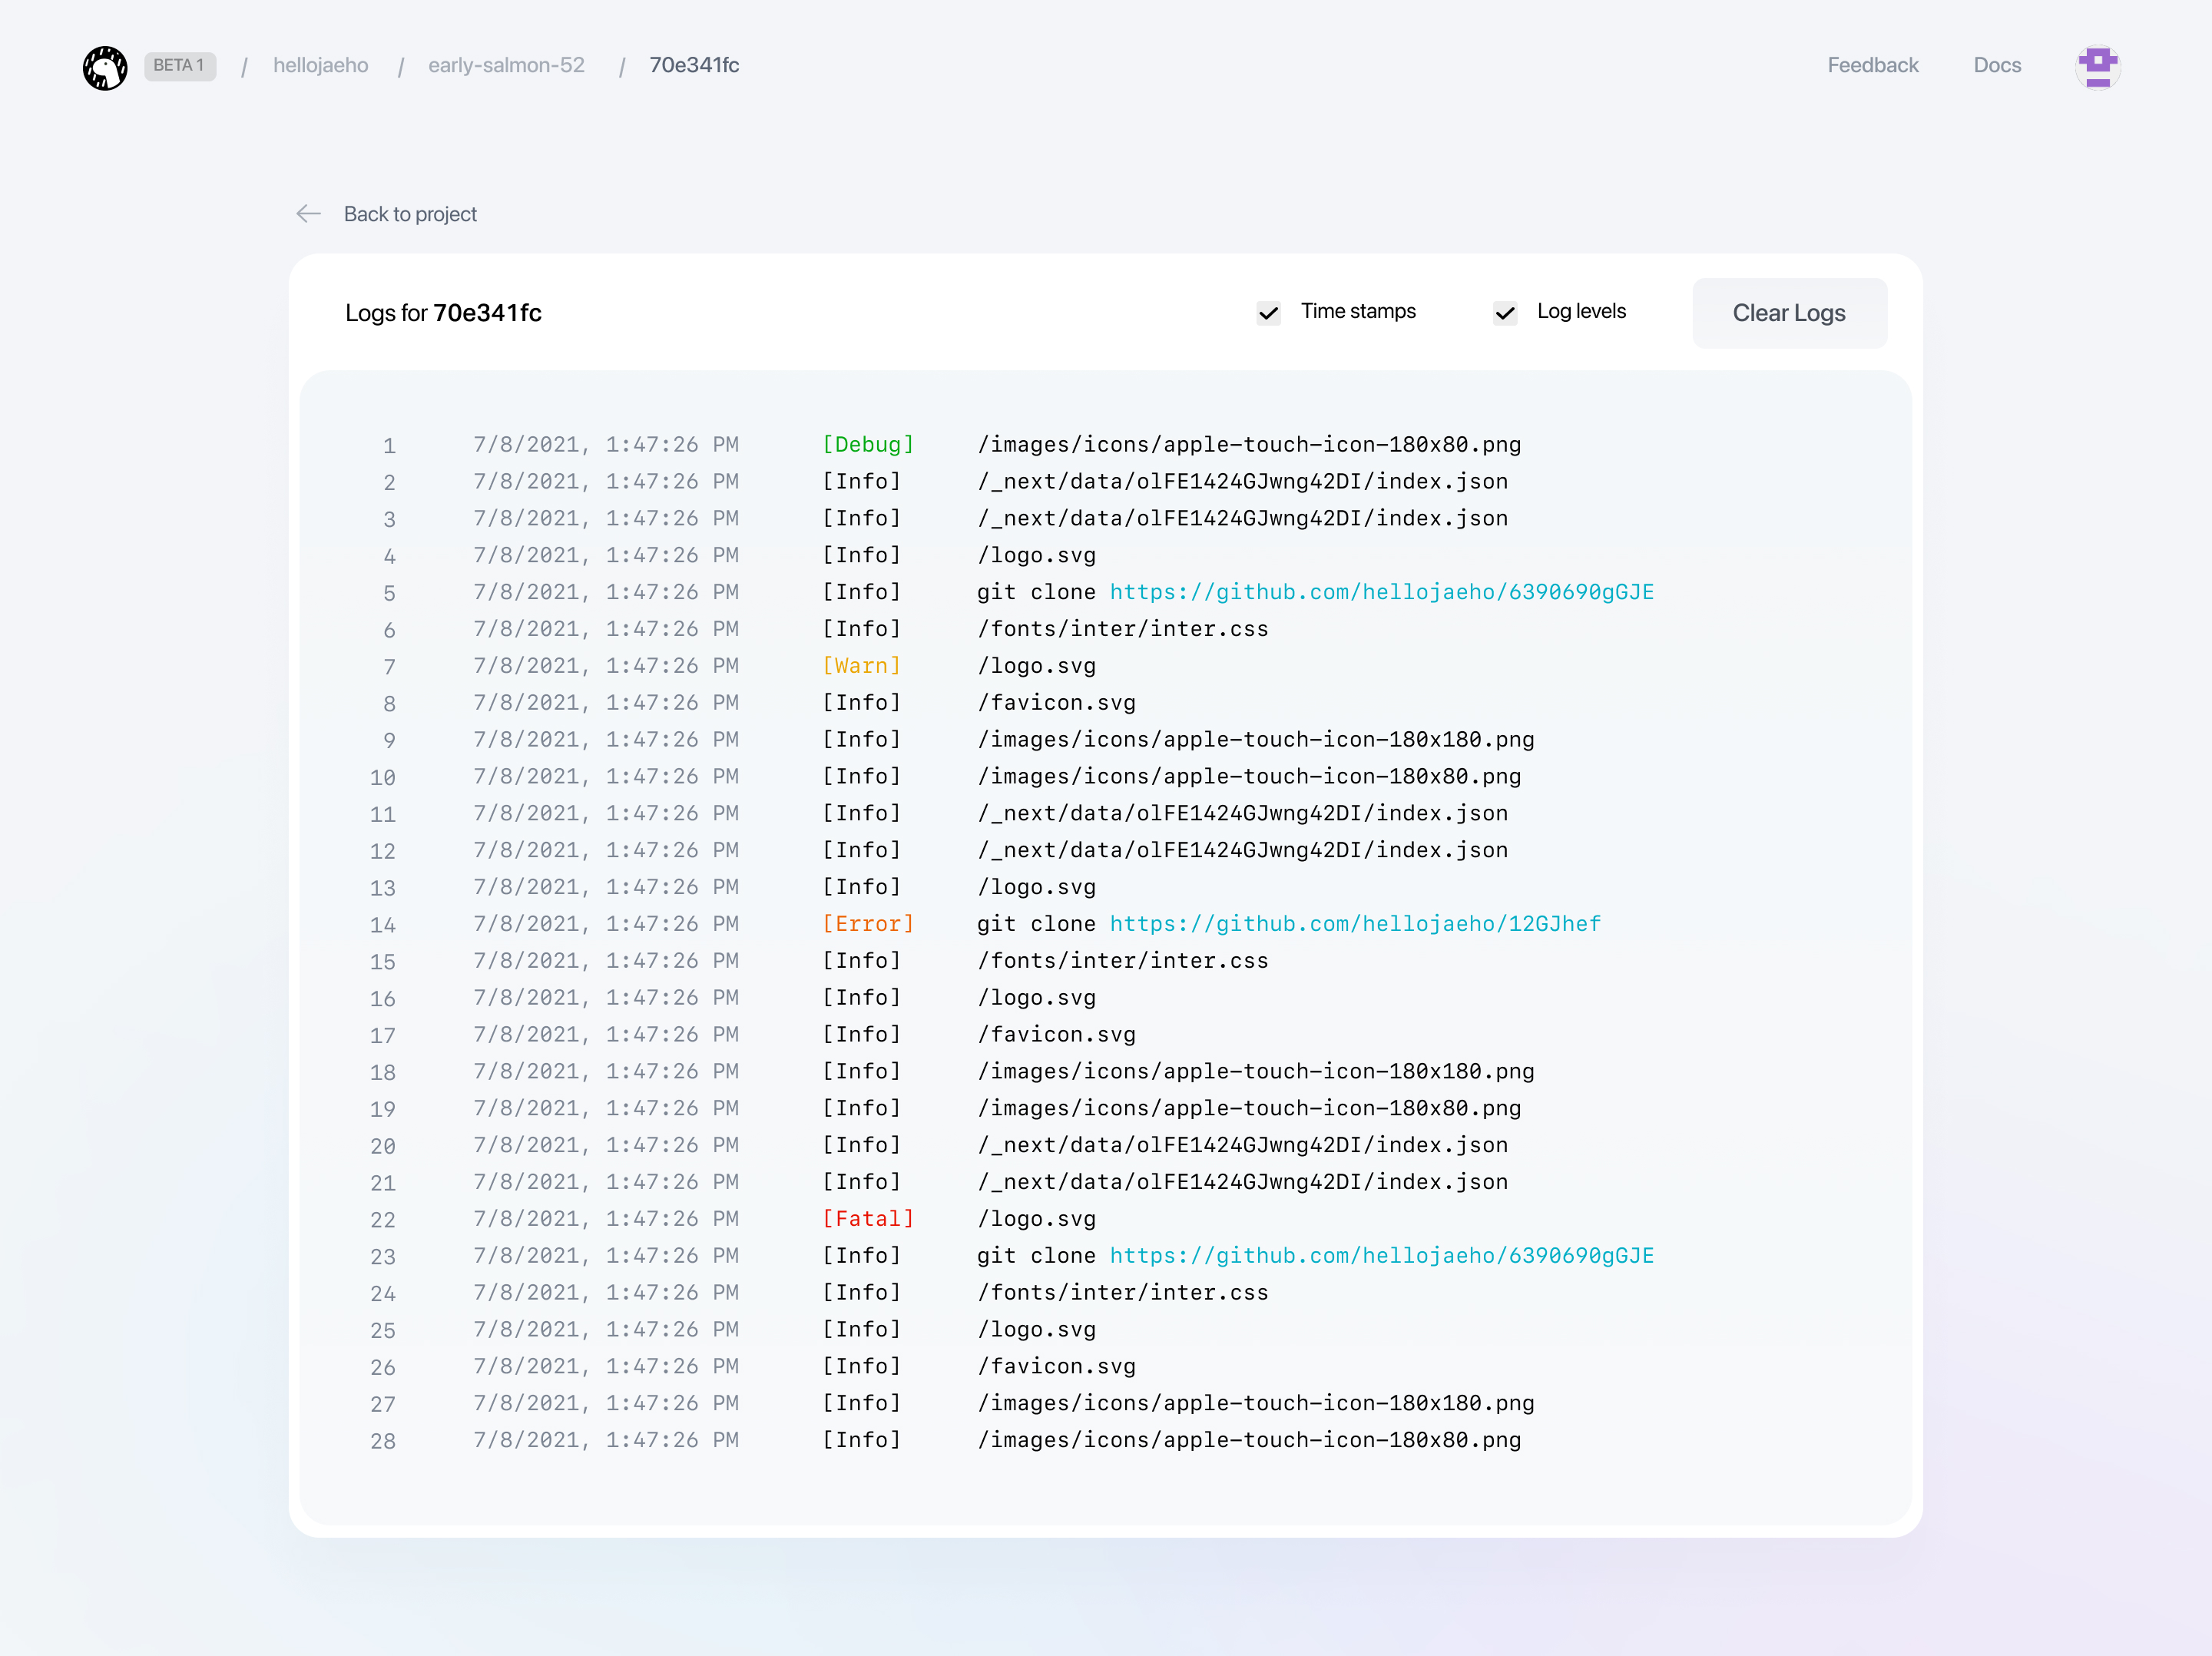 BETA 1 / hellojaeho / early-salmon-52 / 70e341fc Feedback Docs
Back to project
Logs for 70e341fc Time stamps Log levels Clear Logs
1 7/8/2021, 1:47:26 PM [Debug] /images/icons/apple-touch-icon-180x80.png
2 7/8/2021, 1:47:26 PM [Info] /_next/data/olFE1424GJwng42DI/index.json
3 7/8/2021, 1:47:26 PM [Info] /_next/data/olFE1424GJwng42DI/index.json
4 7/8/2021, 1:47:26 PM [Info] /logo.svg
5 7/8/2021, 1:47:26 PM [Info] git clone https://github.com/hellojaeho/6390690gGJE
6 7/8/2021, 1:47:26 PM [Info] /fonts/inter/inter.css
7 7/8/2021, 1:47:26 PM [Warn] /logo.svg
8 7/8/2021, 1:47:26 PM [Info] /favicon.svg
9 7/8/2021, 1:47:26 PM [Info] /images/icons/apple-touch-icon-180x180.png
10 7/8/2021, 1:47:26 PM [Info] /images/icons/apple-touch-icon-180x80.png
11 7/8/2021, 1:47:26 PM [Info] /_next/data/olFE1424GJwng42DI/index.json
12 7/8/2021, 1:47:26 PM [Info] /_next/data/olFE1424GJwng42DI/index.json
13 7/8/2021, 1:47:26 PM [Info] /logo.svg
14 7/8/2021, 1:47:26 PM [Error] git clone https://github.com/hellojaeho/12GJhef
15 7/8/2021, 1:47:26 PM [Info] /fonts/inter/inter.css
16 7/8/2021, 1:47:26 PM [Info] /logo.svg
17 7/8/2021, 1:47:26 PM [Info] /favicon.svg
18 7/8/2021, 1:47:26 PM [Info] /images/icons/apple-touch-icon-180x180.png
19 7/8/2021, 1:47:26 PM [Info] /images/icons/apple-touch-icon-180x80.png
20 7/8/2021, 1:47:26 PM [Info] /_next/data/olFE1424GJwng42DI/index.json
21 7/8/2021, 1:47:26 PM [Info] /_next/data/olFE1424GJwng42DI/index.json
22 7/8/2021, 1:47:26 PM [Fatal] /logo.svg
23 7/8/2021, 1:47:26 PM [Info] git clone https://github.com/hellojaeho/6390690gGJE
24 7/8/2021, 1:47:26 PM [Info] /fonts/inter/inter.css
25 7/8/2021, 1:47:26 PM [Info] /logo.svg
26 7/8/2021, 1:47:26 PM [Info] /favicon.svg
27 7/8/2021, 1:47:26 PM [Info] /images/icons/apple-touch-icon-180x180.png
28 7/8/2021, 1:47:26 PM [Info] /images/icons/apple-touch-icon-180x80.png